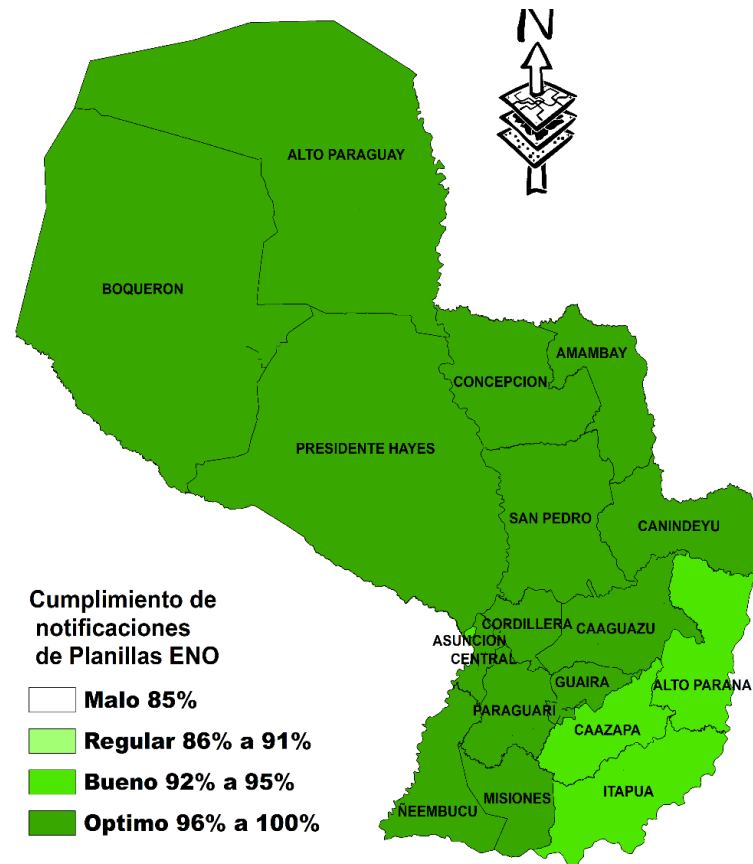 N
ALTO PARAGUAY
BOQUERON
AMAMBAY
CONCEPCION
PRESIDENTE HAYES
SAN PEDRO
CANINDEYU
CORDILLERA
CAAGUAZU
ASUNCION
CENTRAL
GUAIRA
ALTO PARANA
PARAGUARI
CAAZAPA
ITAPUA
MISIONES
ÑEEMBUCU
Cumplimiento de
notificaciones
de Planillas ENO
Malo 85%
Regular 86% a 91%
Bueno 92% a 95%
Optimo 96% a 100%